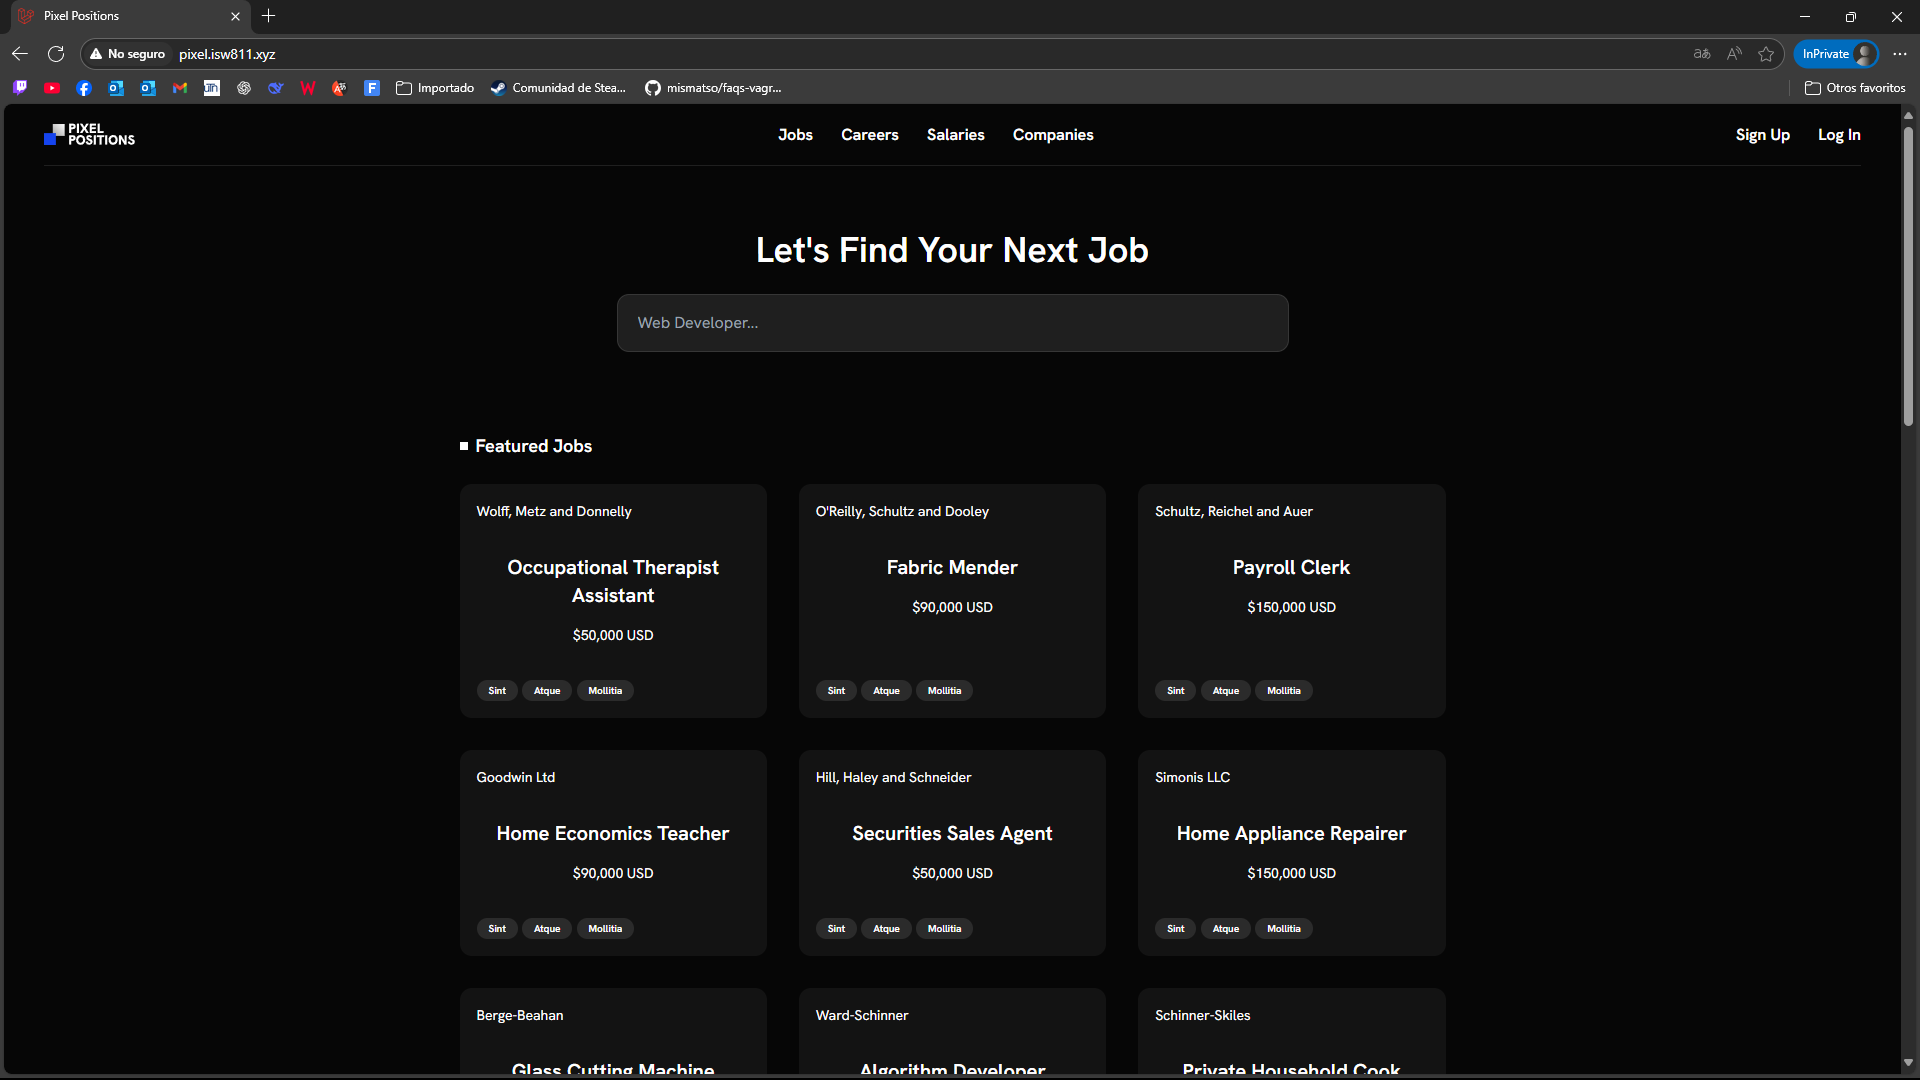 Pixel Positions
No seguro
pixel.isw811.xyz
InPrivate
Importado
Comunidad de Stea...
mismatso/faqs-vagr...
Otros favoritos
PIXEL
POSITIONS
Jobs
Careers
Salaries
Companies
Sign Up
Log In
Let's Find Your Next Job
Web Developer...
Featured Jobs
Wolff, Metz and Donnelly
Occupational Therapist
Assistant
$50,000 USD
Sint Atque Mollitia
O'Reilly, Schultz and Dooley
Fabric Mender
$90,000 USD
Sint Atque Mollitia
Schultz, Reichel and Auer
Payroll Clerk
$150,000 USD
Sint Atque Mollitia
Goodwin Ltd
Home Economics Teacher
$90,000 USD
Sint Atque Mollitia
Hill, Haley and Schneider
Securities Sales Agent
$50,000 USD
Sint Atque Mollitia
Simonis LLC
Home Appliance Repairer
$150,000 USD
Sint Atque Mollitia
Berge-Beahan
Glass Cutting Machine
Ward-Schinner
Algorithm Developer
Schinner-Skiles
Private Household Cook